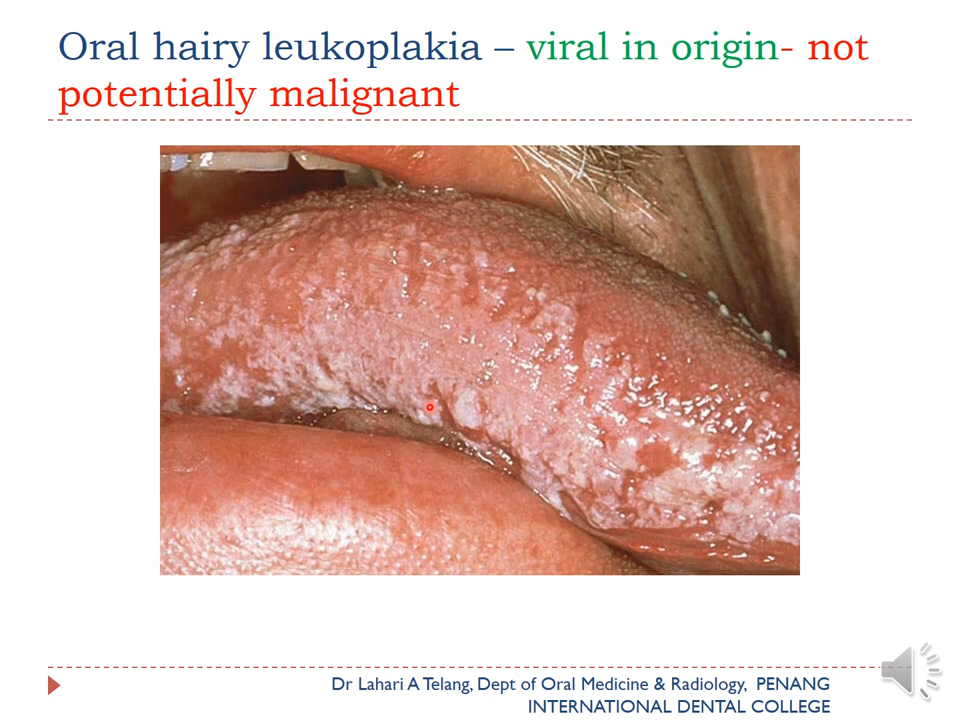 Oral hairy leukoplakia – viral in origin- not
potentially malignant
Dr Lahari A Telang, Dept of Oral Medicine & Radiology, PENANG
INTERNATIONAL DENTAL COLLEGE